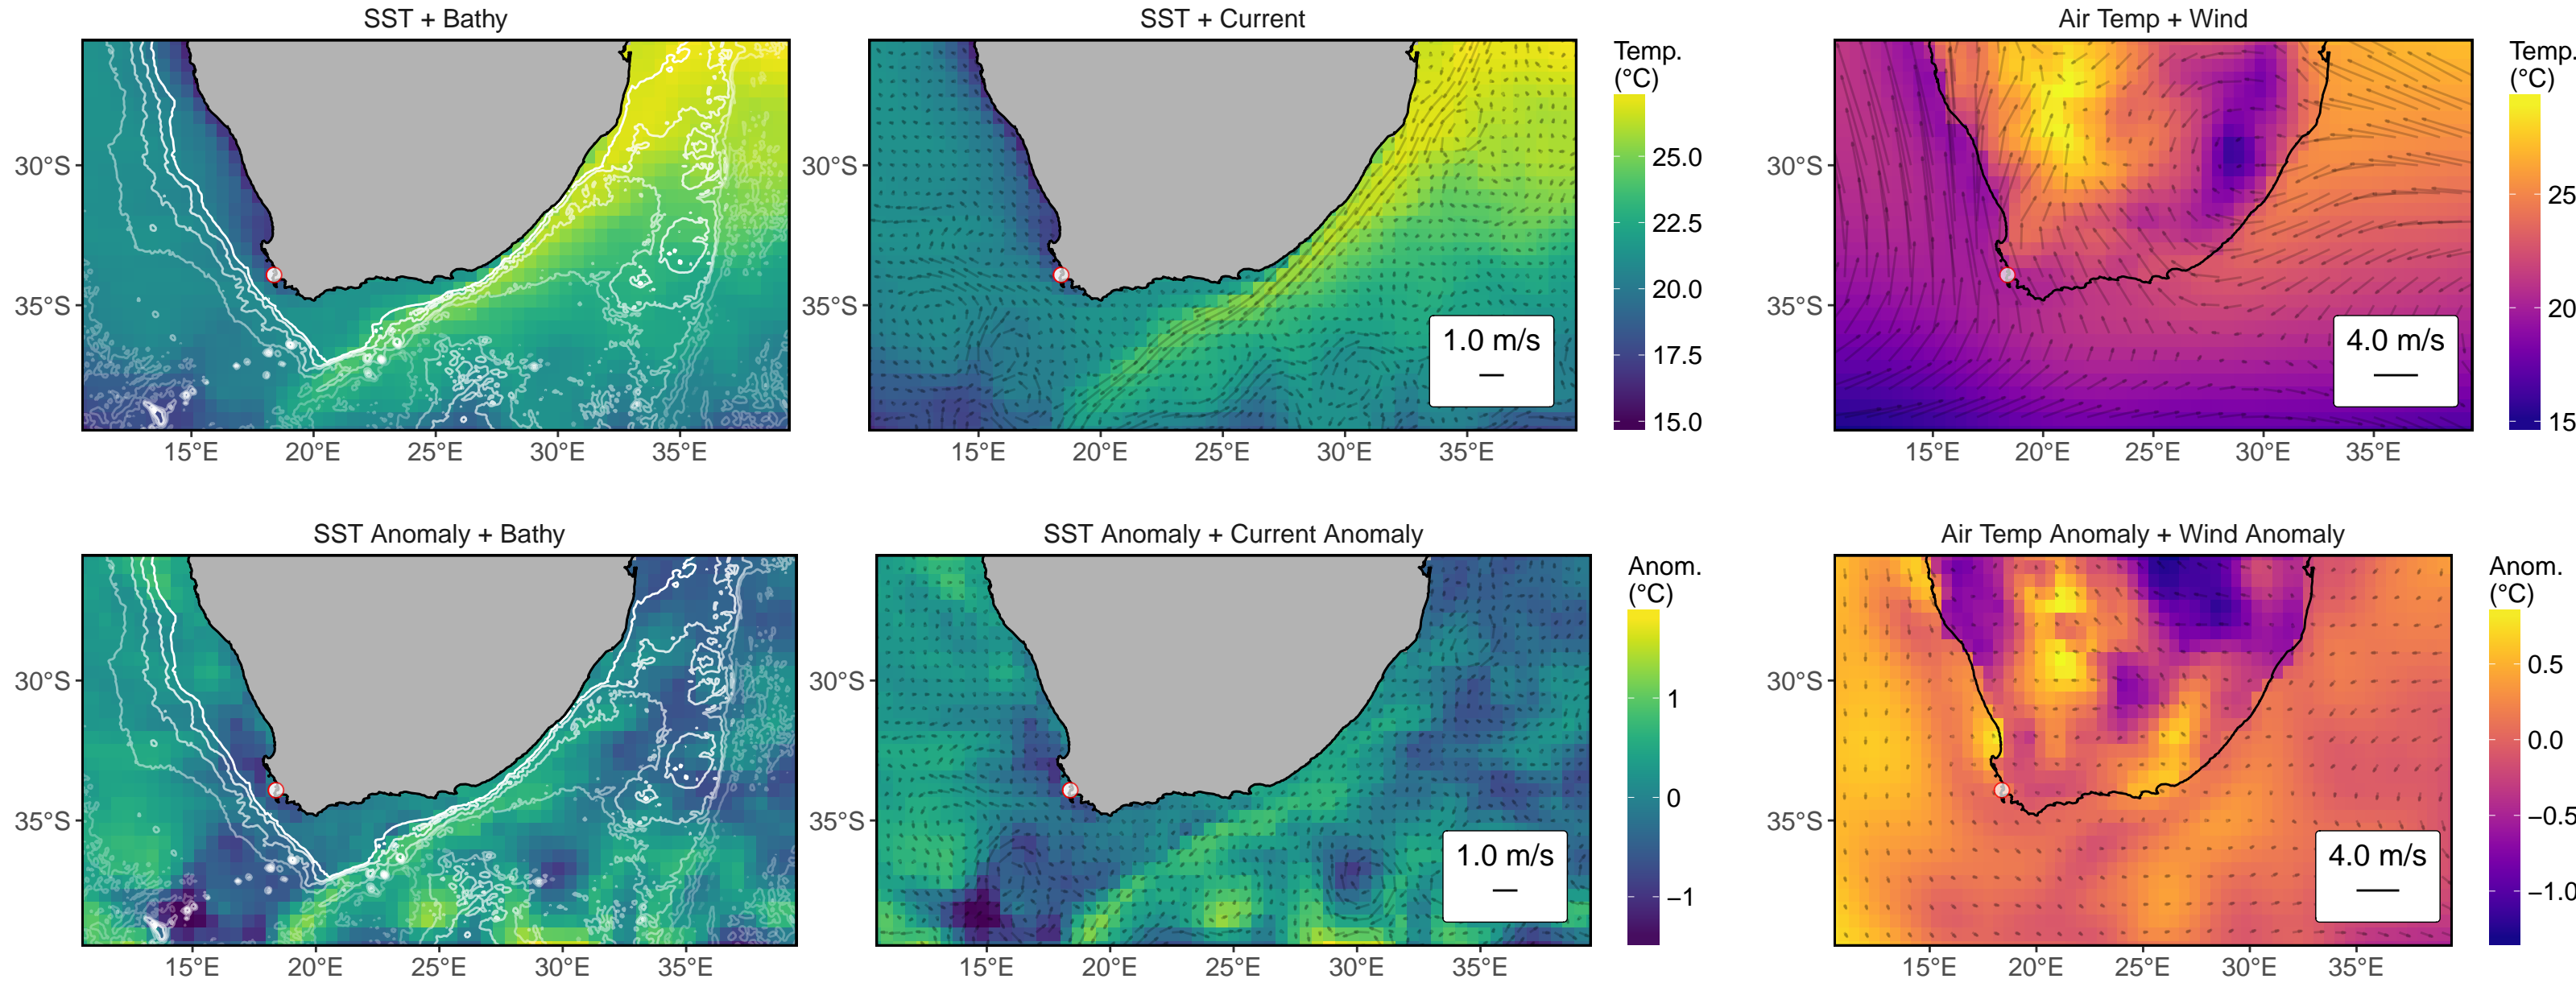 SST + Bathy
30°S
35°S
15°E 20°E 25°E 30°E 35°E
SST + Current
30°S
35°S
1.0 m/s
15°E 20°E 25°E 30°E 35°E
Temp.
(°C)
25.0
22.5
20.0
17.5
15.0
Air Temp + Wind
30°S
35°S
4.0 m/s
15°E 20°E 25°E 30°E 35°E
Temp.
(°C)
25
20
15
SST Anomaly + Bathy
30°S
35°S
15°E 20°E 25°E 30°E 35°E
SST Anomaly + Current Anomaly
30°S
35°S
1.0 m/s
15°E 20°E 25°E 30°E 35°E
Anom.
(°C)
1
0
−1
Air Temp Anomaly + Wind Anomaly
30°S
35°S
4.0 m/s
15°E 20°E 25°E 30°E 35°E
Anom.
(°C)
0.5
0.0
−0.5
−1.0